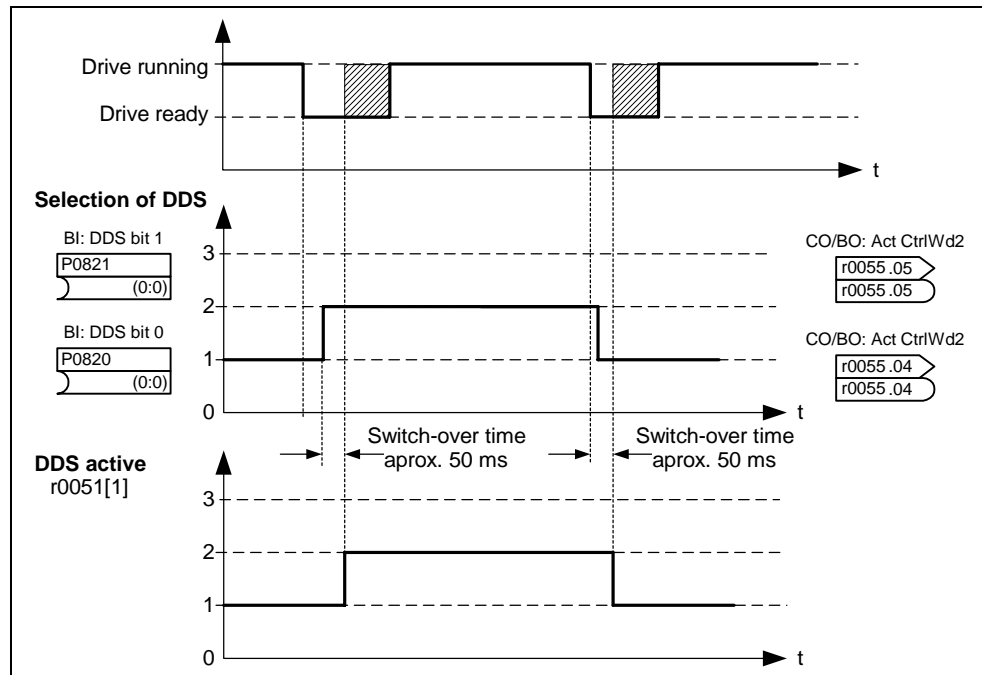 Drive running
Drive ready
t
Selection of DDS
BI: DDS bit 1
P0821
(0:0)
BI: DDS bit 0
P0820
(0:0)
3
2
1
0
t
CO/BO: Act CtrlWd2
r0055 .05
r0055 .05
CO/BO: Act CtrlWd2
r0055 .04
r0055 .04
Switch-over time
aprox. 50 ms
Switch-over time
aprox. 50 ms
DDS active
r0051[1]
3
2
1
0
t